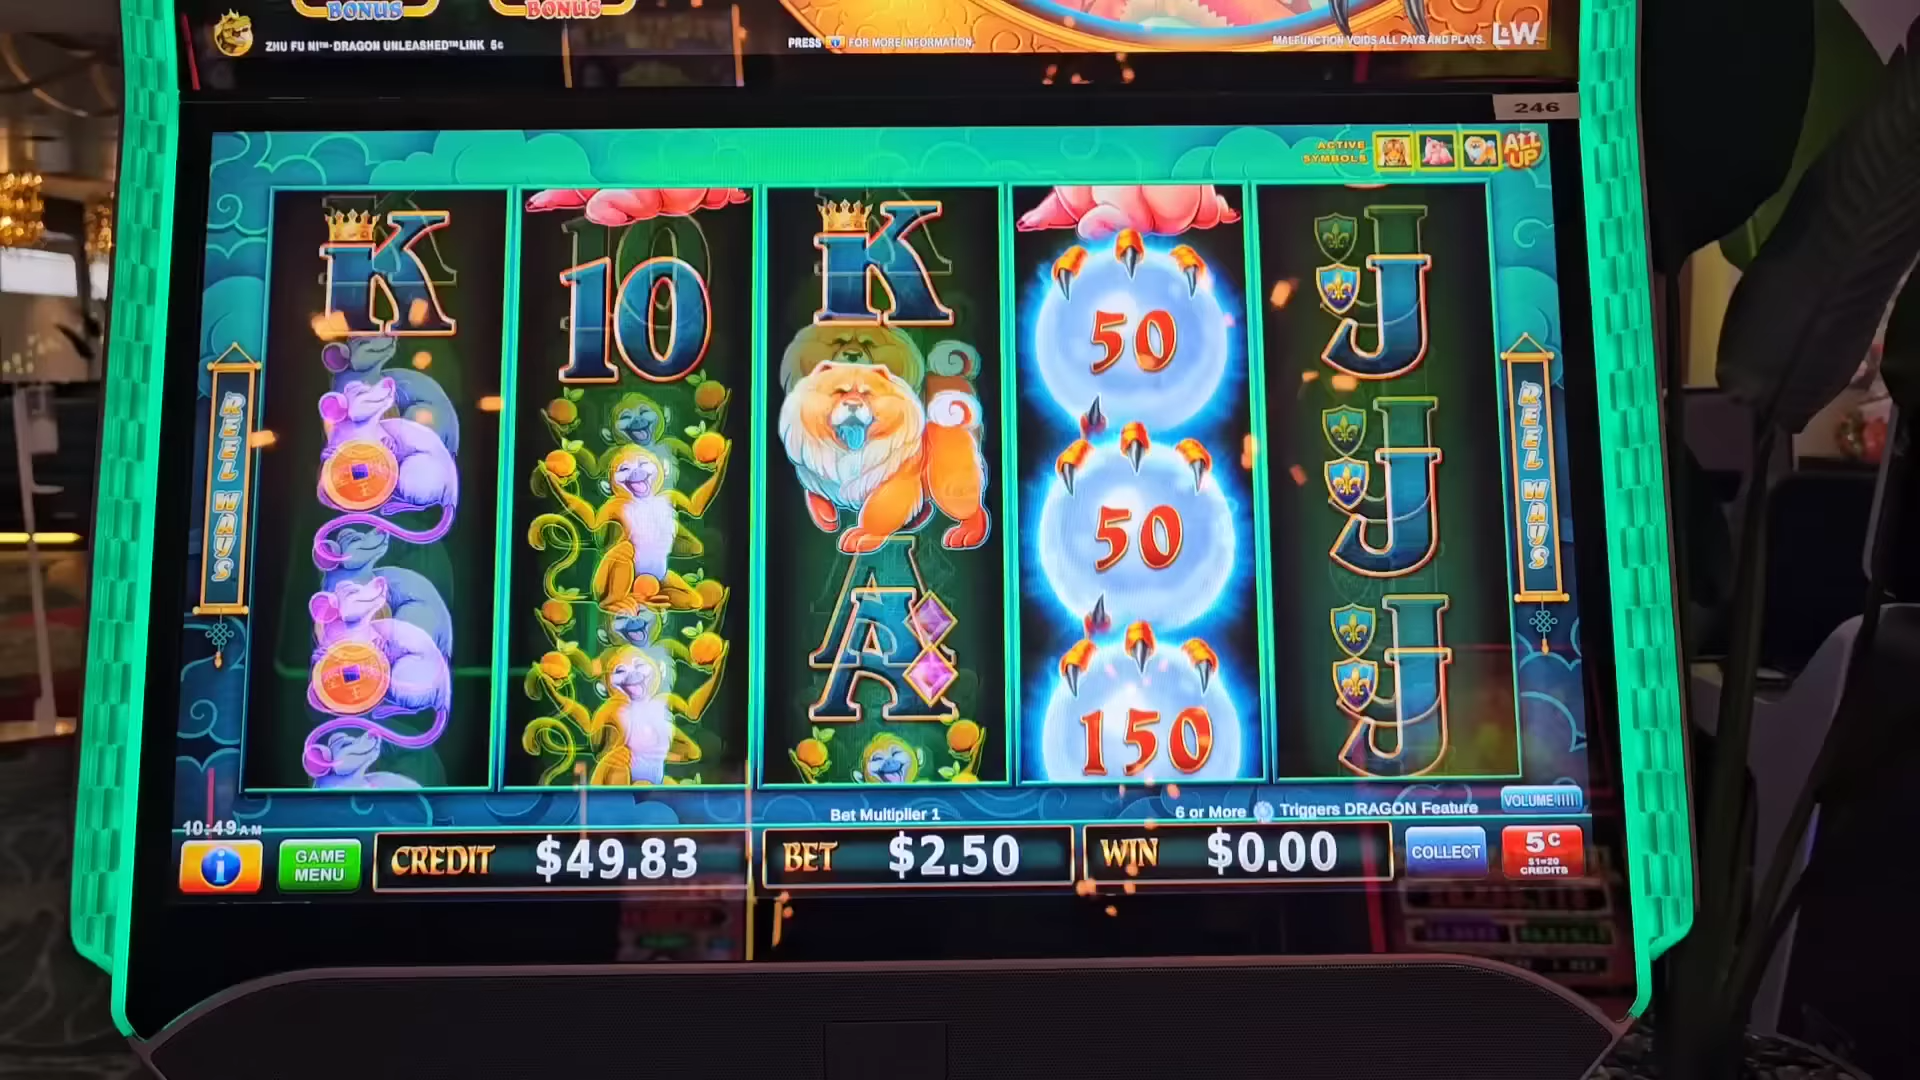 BONUS
BONUS
ZHU FU NI™·DRAGON UNLEASHED™LINK 5¢
PRESS i FOR MORE INFORMATION.
MALFUNCTION VOIDS ALL PAYS AND PLAYS.
L&W
246
ACTIVE
SYMBOLS
ALL
UP
K
10
K
50
J
REEL WAYS
50
J
REEL WAYS
A
150
J
Bet Multiplier 1
6 or More Triggers DRAGON Feature
VOLUME
10:49AM
i
GAME
MENU
CREDIT $49.83
BET $2.50
WIN $0.00
COLLECT
5¢
$1=20
CREDITS